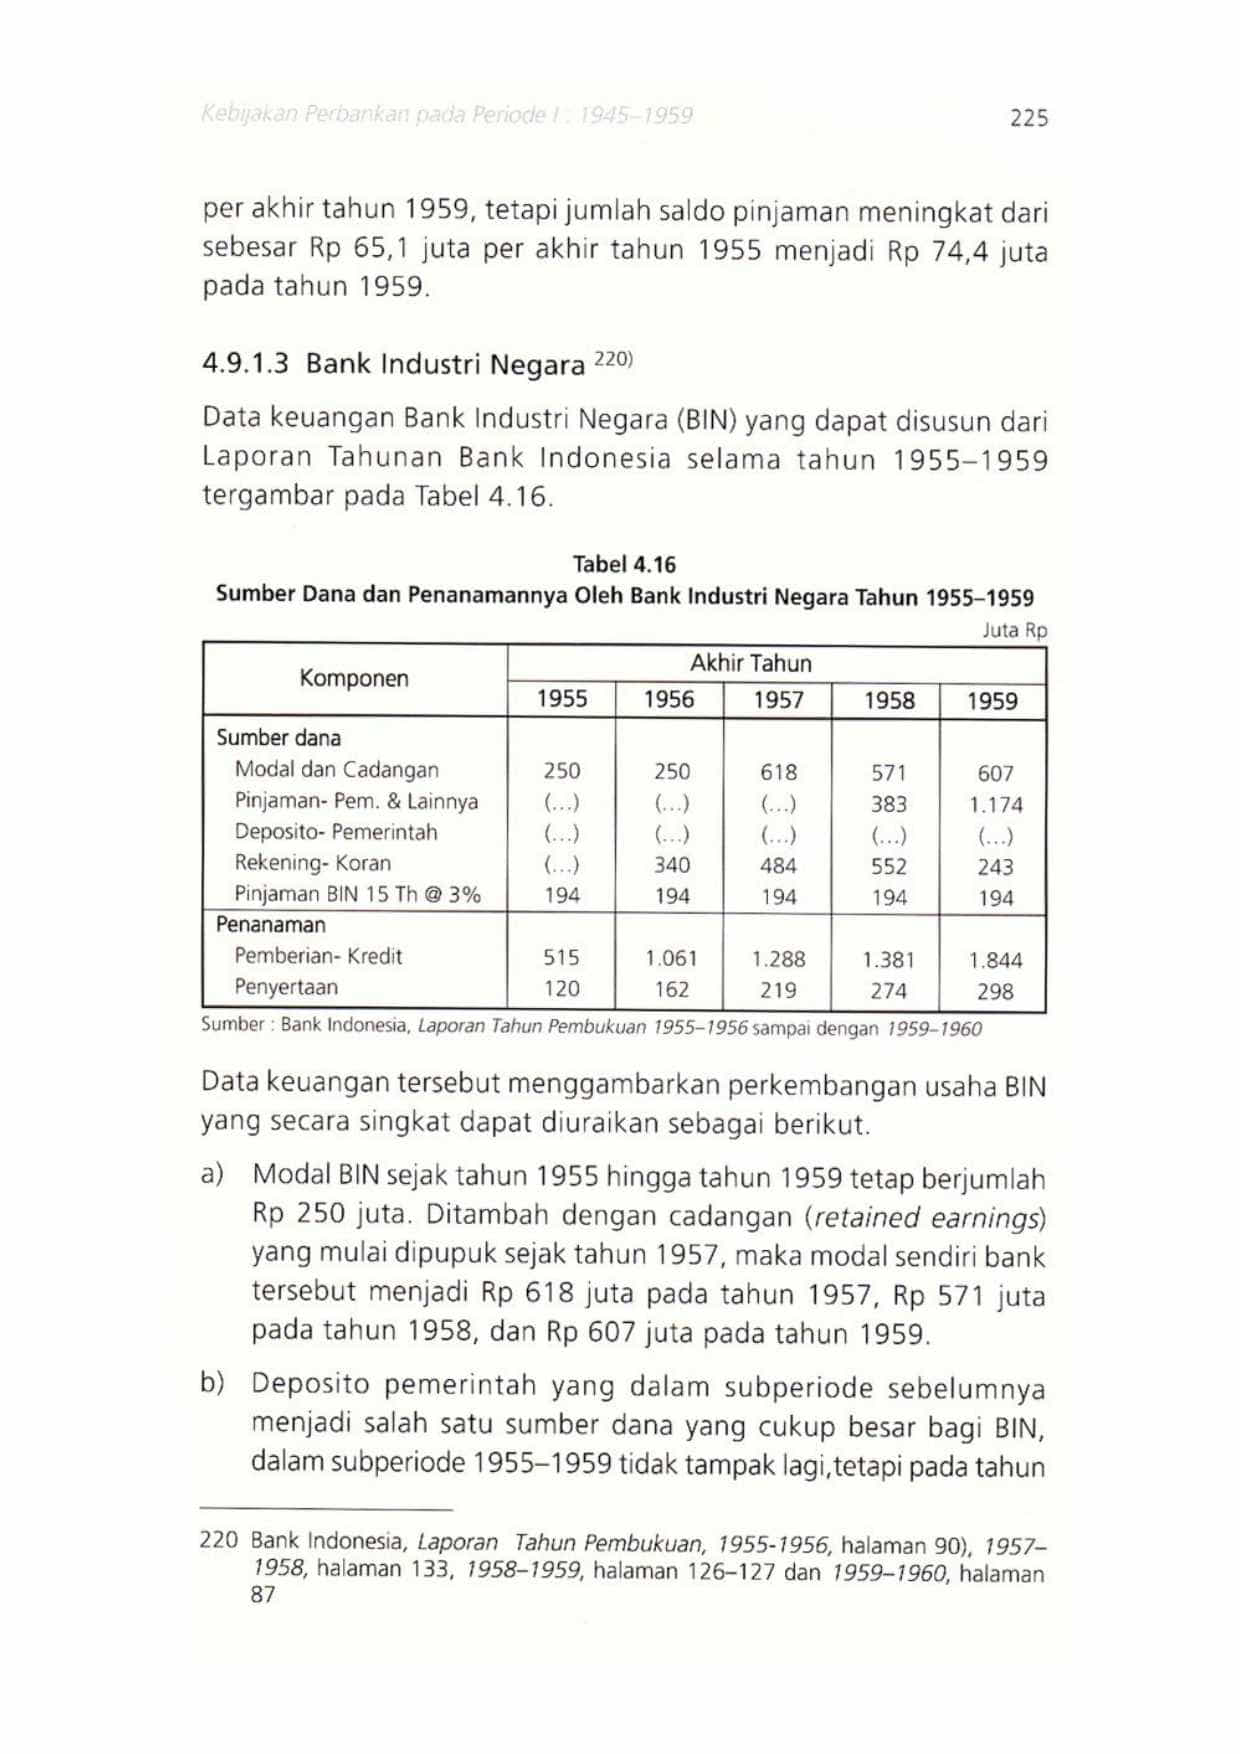 Kebijakan Perbankan pada Periode I : 1945–1959 225
per akhir tahun 1959, tetapi jumlah saldo pinjaman meningkat dari
sebesar Rp 65,1 juta per akhir tahun 1955 menjadi Rp 74,4 juta
pada tahun 1959.
4.9.1.3 Bank Industri Negara 220)
Data keuangan Bank Industri Negara (BIN) yang dapat disusun dari
Laporan Tahunan Bank Indonesia selama tahun 1955–1959
tergambar pada Tabel 4.16.
Tabel 4.16
Sumber Dana dan Penanamannya Oleh Bank Industri Negara Tahun 1955–1959
Juta Rp
Komponen Akhir Tahun
1955 1956 1957 1958 1959
Sumber dana
Modal dan Cadangan 250 250 618 571 607
Pinjaman- Pem. & Lainnya (...) (...) (...) 383 1.174
Deposito- Pemerintah (...) (...) (...) (...) (...)
Rekening- Koran (...) 340 484 552 243
Pinjaman BIN 15 Th @ 3% 194 194 194 194 194
Penanaman
Pemberian- Kredit 515 1.061 1.288 1.381 1.844
Penyertaan 120 162 219 274 298
Sumber : Bank Indonesia, Laporan Tahun Pembukuan 1955–1956 sampai dengan 1959–1960
Data keuangan tersebut menggambarkan perkembangan usaha BIN
yang secara singkat dapat diuraikan sebagai berikut.
a) Modal BIN sejak tahun 1955 hingga tahun 1959 tetap berjumlah
Rp 250 juta. Ditambah dengan cadangan (retained earnings)
yang mulai dipupuk sejak tahun 1957, maka modal sendiri bank
tersebut menjadi Rp 618 juta pada tahun 1957, Rp 571 juta
pada tahun 1958, dan Rp 607 juta pada tahun 1959.
b) Deposito pemerintah yang dalam subperiode sebelumnya
menjadi salah satu sumber dana yang cukup besar bagi BIN,
dalam subperiode 1955–1959 tidak tampak lagi,tetapi pada tahun
220 Bank Indonesia, Laporan Tahun Pembukuan, 1955-1956, halaman 90), 1957–
1958, halaman 133, 1958–1959, halaman 126–127 dan 1959–1960, halaman
87